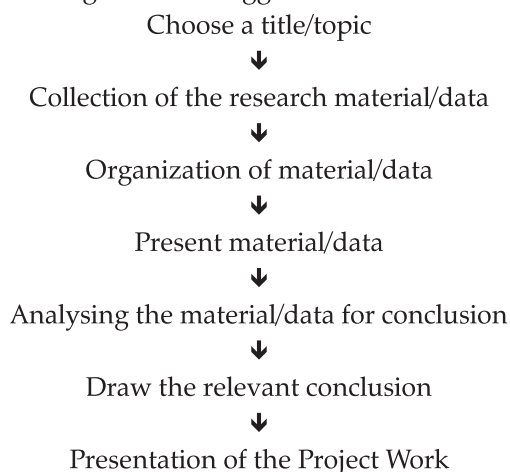 Choose a title/topic
↓
Collection of the research material/data
↓
Organization of material/data
↓
Present material/data
↓
Analysing the material/data for conclusion
↓
Draw the relevant conclusion
↓
Presentation of the Project Work